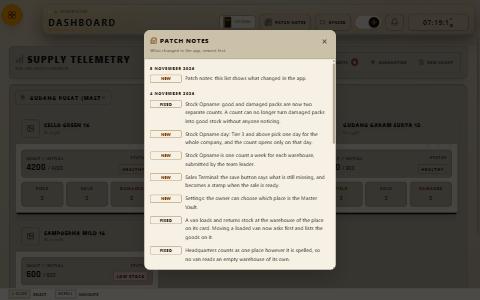 DASHBOARD
PATCH NOTES
SPACES
07:19:1
SUPPLY TELEMETRY
GUDANG PUSAT (MAST
CELLO GREEN 16
4200
HEALTHY
SAMPOERNA MILD 16
600
LOW STOCK
GUDANG GARAM SURYA 12
STATUS
HEALTHY
SELECT
NAVIGATE
PATCH NOTES
What changed in the app, newest first.
5 NOVEMBER 2026
NEW Patch notes: this list shows what changed in the app.
4 NOVEMBER 2026
FIXED Stock Opname: good and damaged packs are now two
separate counts. A count can no longer turn damaged packs
into good stock without anyone noticing.
NEW Stock Opname day: Tier 3 and above pick one day for the
whole company, and the count opens only on that day.
NEW Stock Opname is one count a week for each warehouse,
submitted by the team leader.
NEW Sales Terminal: the save button says what is still missing, and
becomes a stamp when the sale is ready.
NEW Settings: the owner can choose which place is the Master
Vault.
FIXED A van loads and returns stock at the warehouse of the place
on its card. Moving a loaded van now asks first and lists the
goods on it.
FIXED Headquarters counts as one place however it is spelled, so
no van reads an empty warehouse of its own.